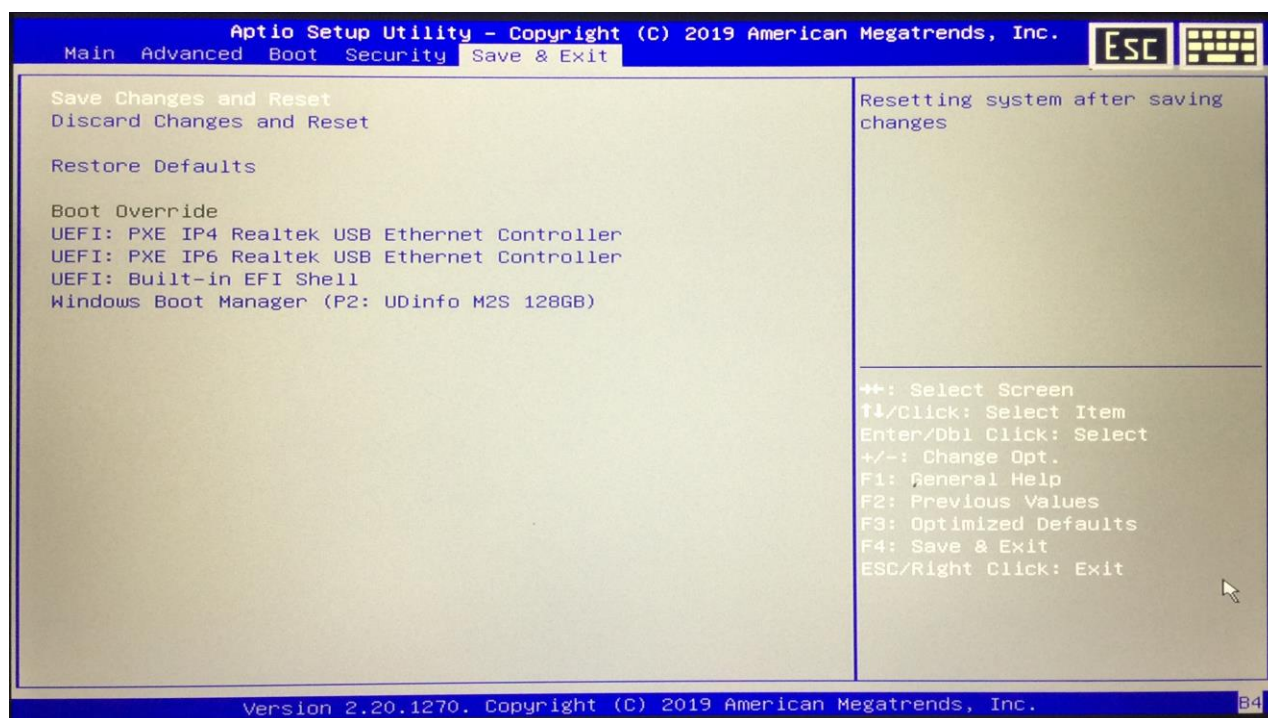 Aptio Setup Utility – Copyright (C) 2019 American Megatrends, Inc.
Main Advanced Boot Security Save & Exit
Esc
Save Changes and Reset
Discard Changes and Reset
Restore Defaults
Boot Override
UEFI: PXE IP4 Realtek USB Ethernet Controller
UEFI: PXE IP6 Realtek USB Ethernet Controller
UEFI: Built-in EFI Shell
Windows Boot Manager (P2: UDinfo M2S 128GB)
Resetting system after saving
changes
→←: Select Screen
↑↓/Click: Select Item
Enter/Dbl Click: Select
+/-: Change Opt.
F1: General Help
F2: Previous Values
F3: Optimized Defaults
F4: Save & Exit
ESC/Right Click: Exit
Version 2.20.1270. Copyright (C) 2019 American Megatrends, Inc.
B4